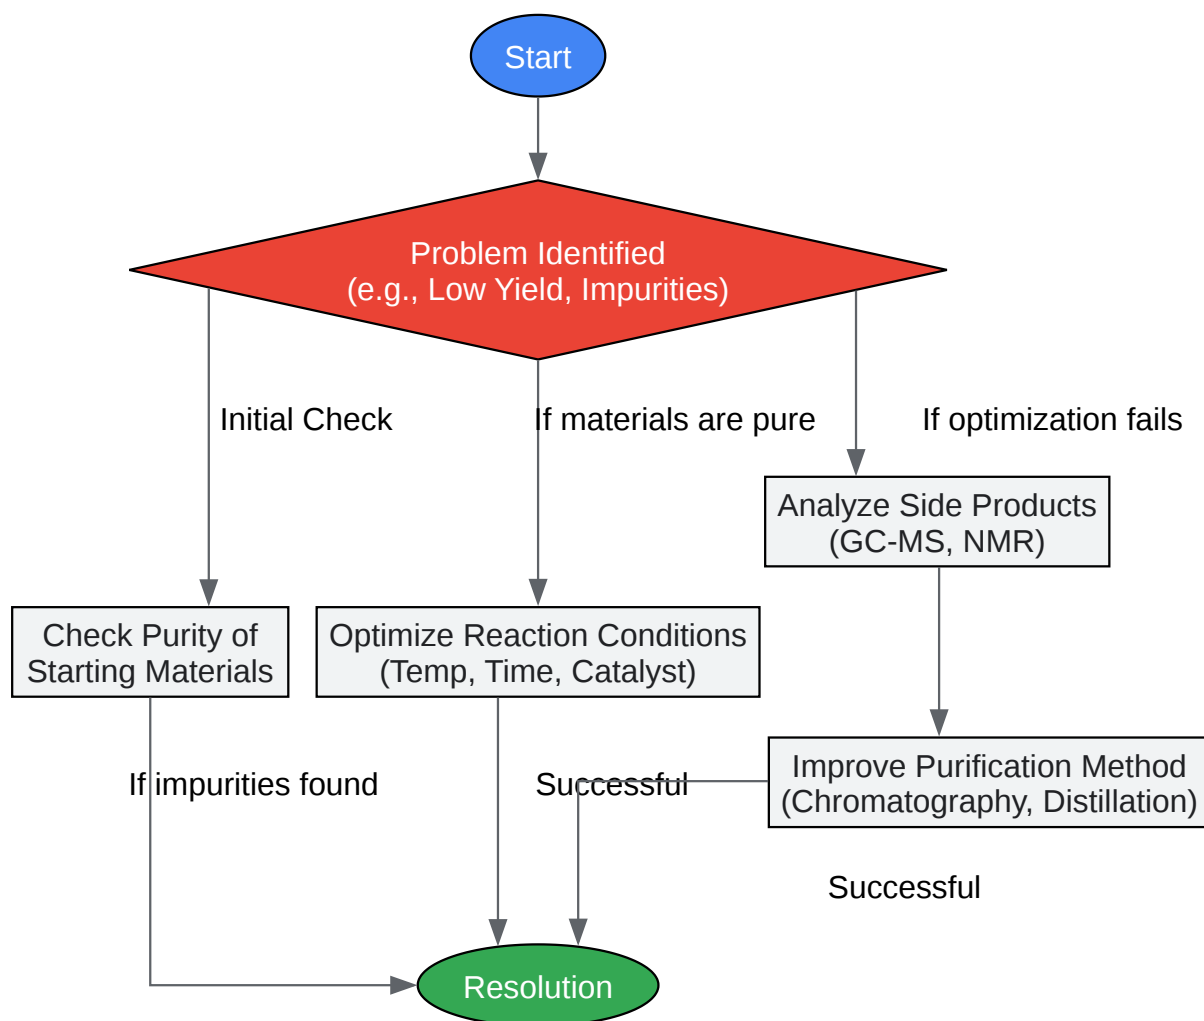 Start
Problem Identified
(e.g., Low Yield, Impurities)
Initial Check
If materials are pure
If optimization fails
Analyze Side Products
(GC-MS, NMR)
Check Purity of
Starting Materials
Optimize Reaction Conditions
(Temp, Time, Catalyst)
Improve Purification Method
(Chromatography, Distillation)
If impurities found
Successful
Successful
Resolution